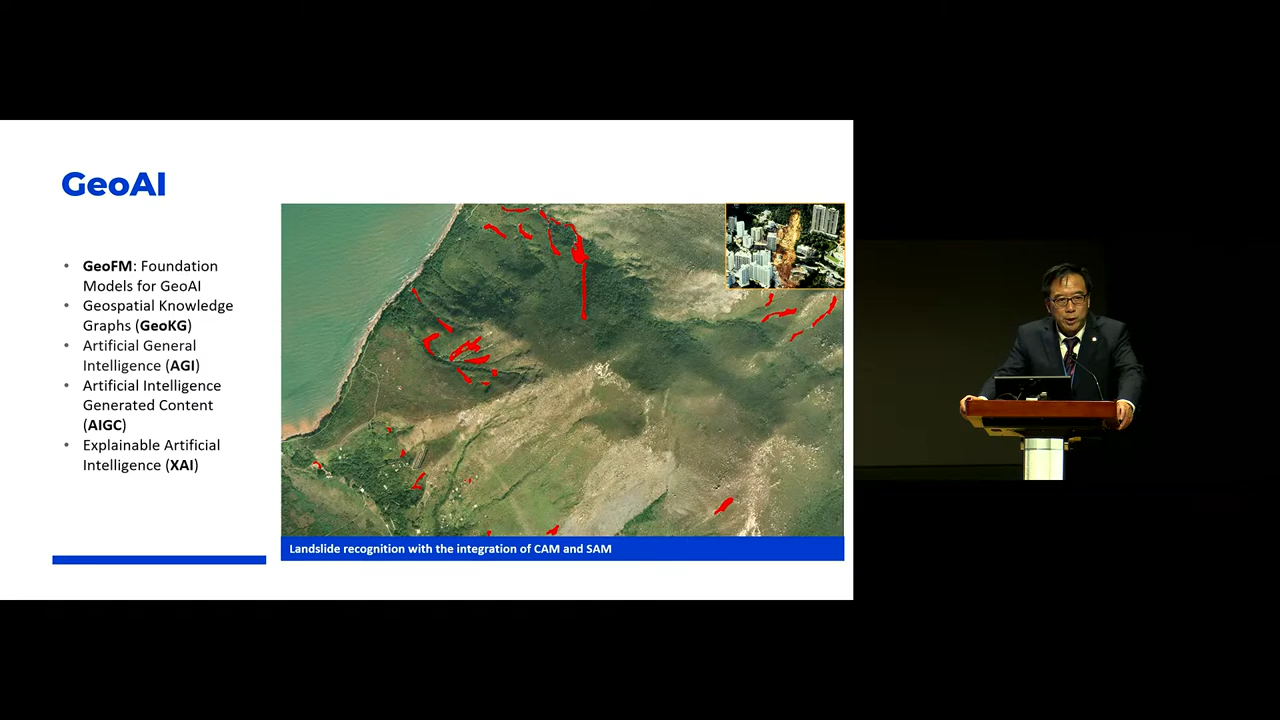 GeoAI
• GeoFM: Foundation
Models for GeoAI
• Geospatial Knowledge
Graphs (GeoKG)
• Artificial General
Intelligence (AGI)
• Artificial Intelligence
Generated Content
(AIGC)
• Explainable Artificial
Intelligence (XAI)
Landslide recognition with the integration of CAM and SAM